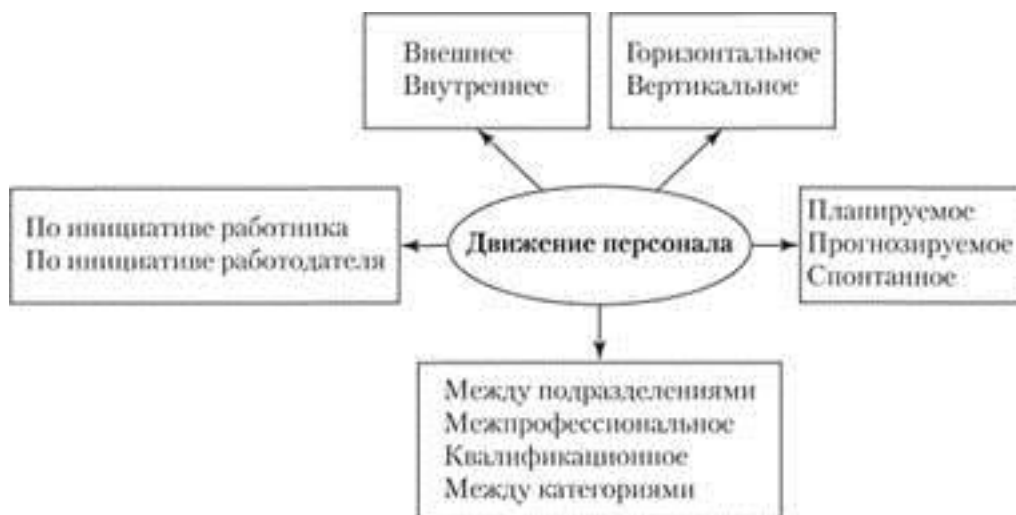 Внешнее
Внутреннее
Горизонтальное
Вертикальное
По инициативе работника
По инициативе работодателя
Движение персонала
Планируемое
Прогнозируемое
Спонтанное
Между подразделениями
Межпрофессиональное
Квалификационное
Между категориями